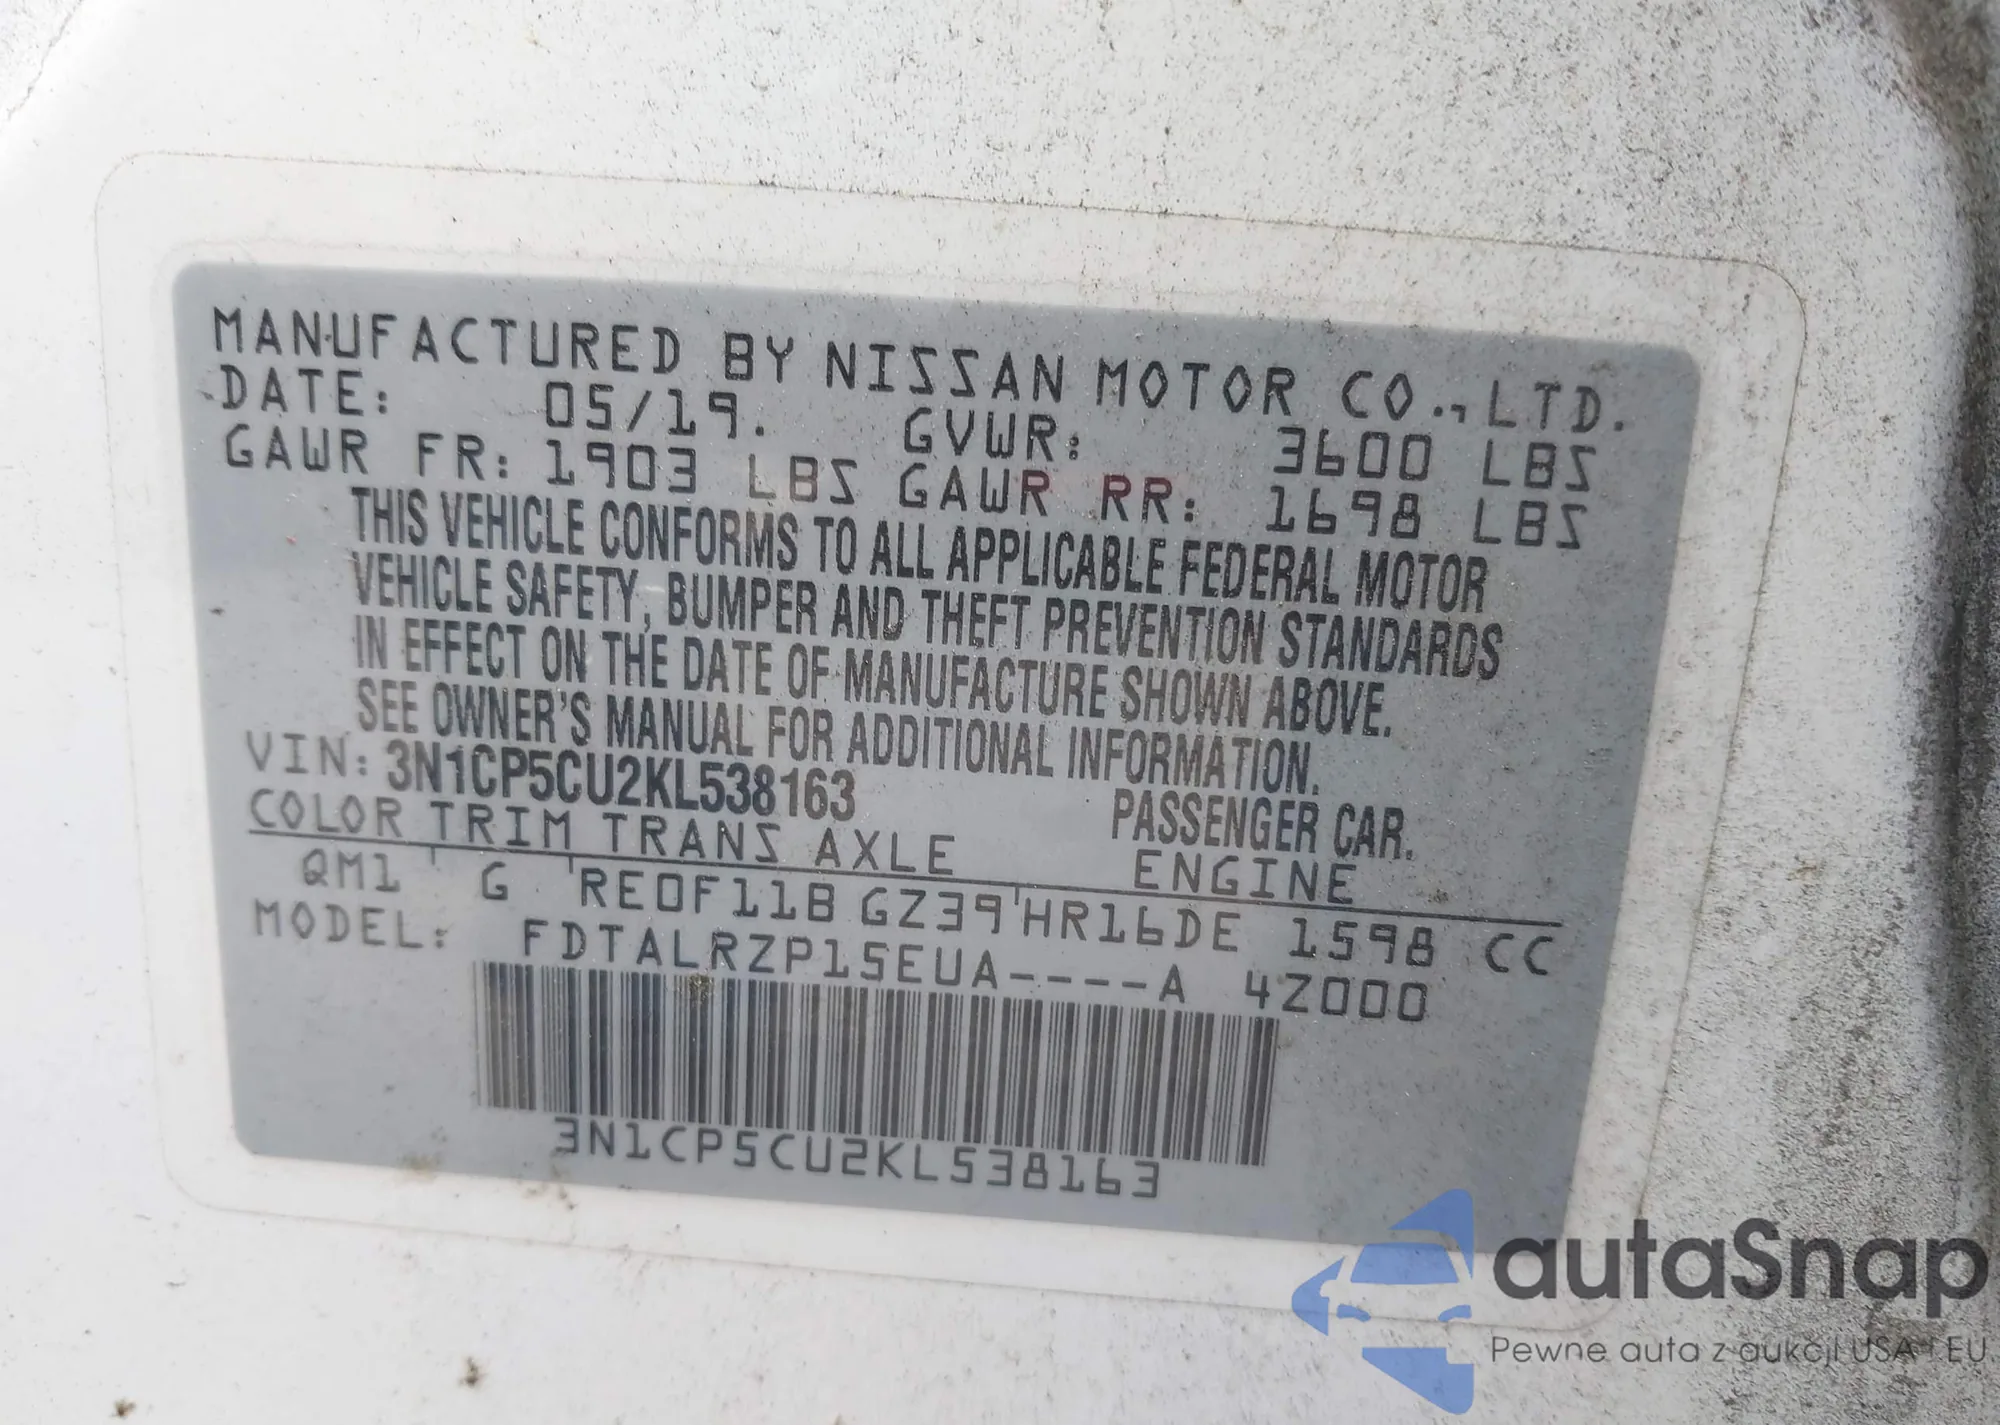 MANUFACTURED BY NISSAN MOTOR CO., LTD.
DATE: 05/19. GVWR: 3600 LBS
GAWR FR: 1903 LBS GAWR RR: 1698 LBS
THIS VEHICLE CONFORMS TO ALL APPLICABLE FEDERAL MOTOR
VEHICLE SAFETY, BUMPER AND THEFT PREVENTION STANDARDS
IN EFFECT ON THE DATE OF MANUFACTURE SHOWN ABOVE.
SEE OWNER'S MANUAL FOR ADDITIONAL INFORMATION.
VIN: 3N1CP5CU2KL538163 PASSENGER CAR.
COLOR TRIM TRANS AXLE ENGINE
QM1 G RE0F11B GZ39 HR16DE 1598 CC
MODEL: FDTALRZP15EUA----A 4Z000
3N1CP5CU2KL538163
autaSnap
Pewne auta z aukcji USA i EU